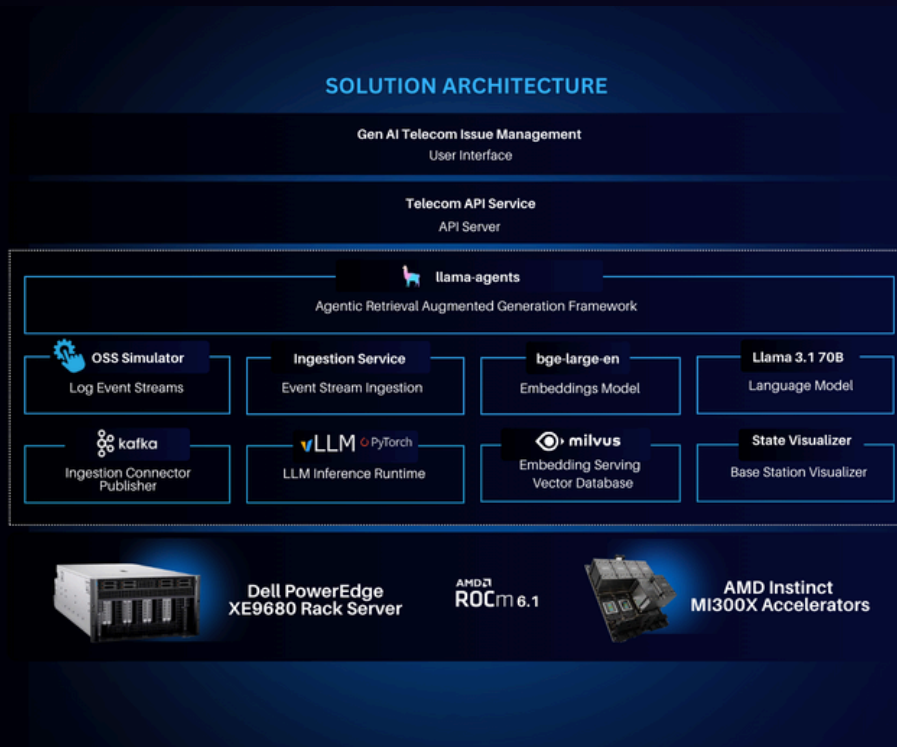 SOLUTION ARCHITECTURE
Gen AI Telecom Issue Management
User Interface
Telecom API Service
API Server
llama-agents
Agentic Retrieval Augmented Generation Framework
OSS Simulator
Log Event Streams
Ingestion Service
Event Stream Ingestion
bge-large-en
Embeddings Model
Llama 3.1 70B
Language Model
kafka
Ingestion Connector
Publisher
vLLM PyTorch
LLM Inference Runtime
milvus
Embedding Serving
Vector Database
State Visualizer
Base Station Visualizer
Dell PowerEdge
XE9680 Rack Server
AMD
ROCm 6.1
AMD Instinct
MI300X Accelerators